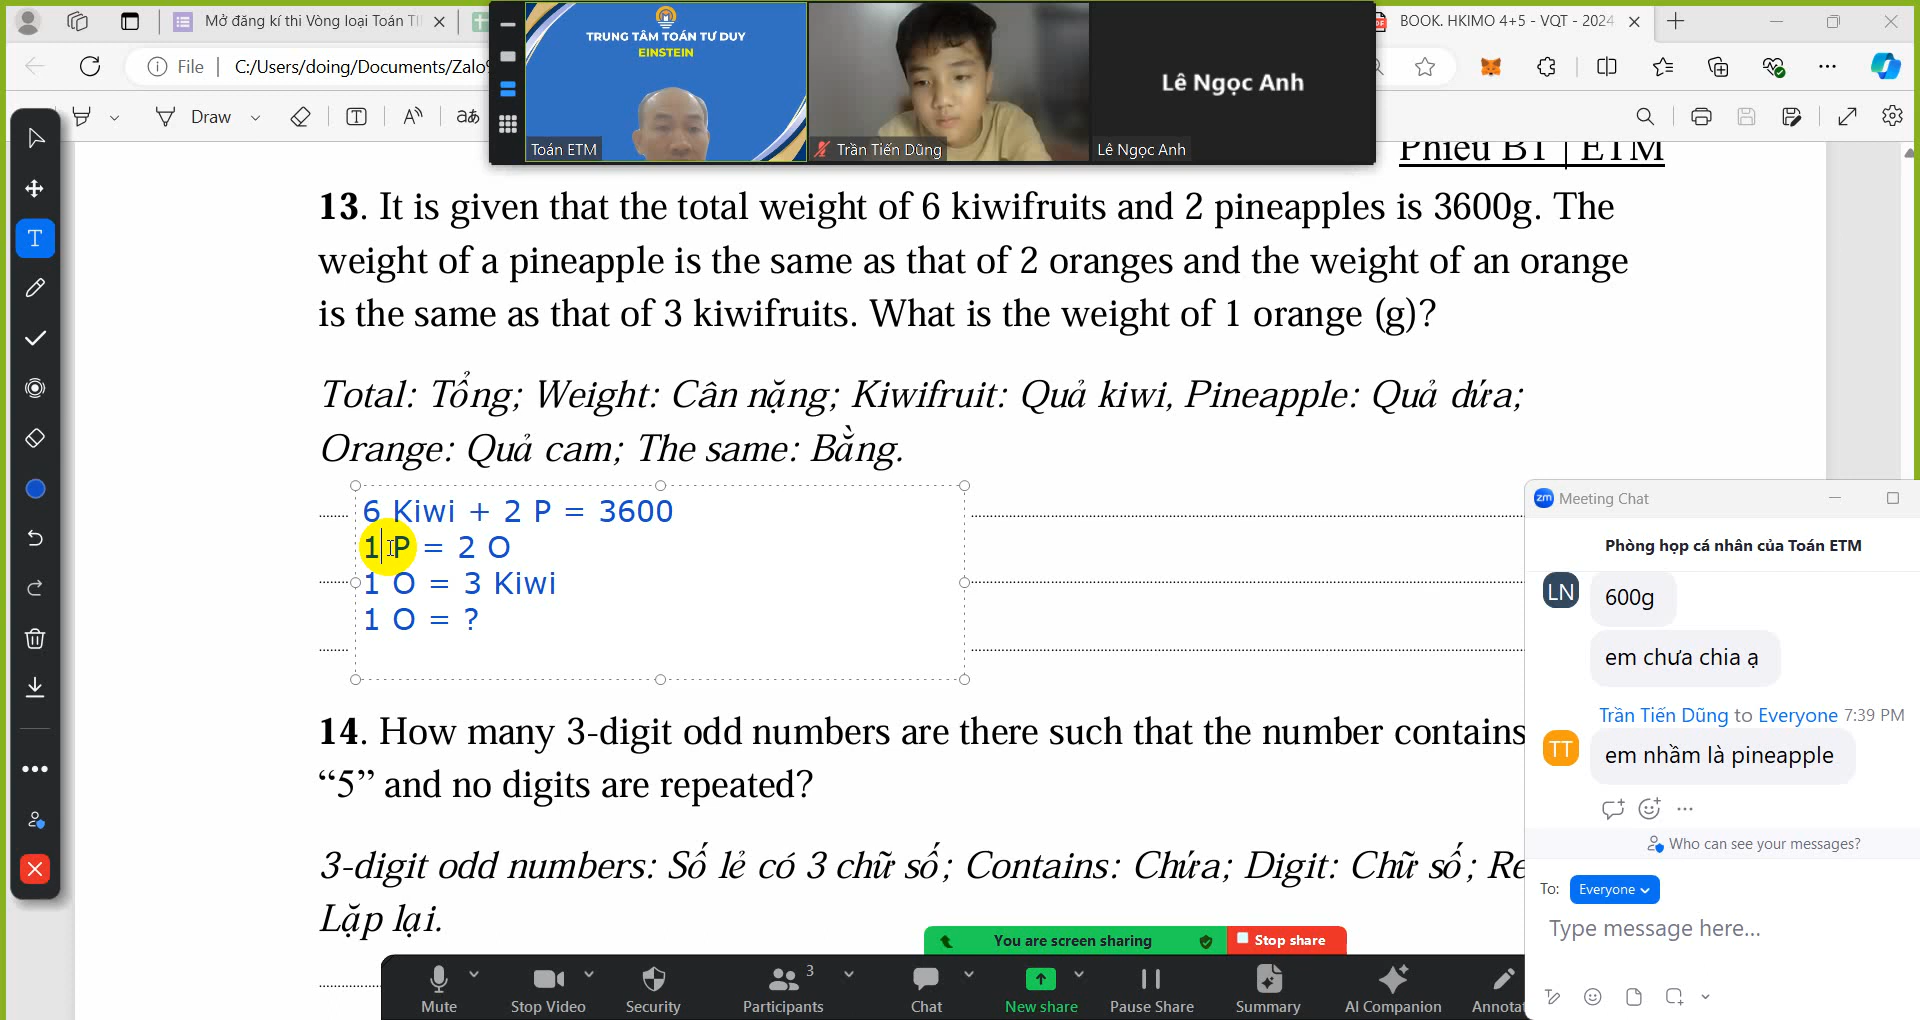 Mở đăng kí thi Vòng loại Toán TI
BOOK. HKIMO 4+5 - VQT - 2024
File
C:/Users/doing/Documents/Zalo
Draw
TRUNG TÂM TOÁN TƯ DUY
EINSTEIN
Toán ETM
Trần Tiến Dũng
Lê Ngọc Anh
Lê Ngọc Anh
Phiếu BT | ETM
13. It is given that the total weight of 6 kiwifruits and 2 pineapples is 3600g. The
weight of a pineapple is the same as that of 2 oranges and the weight of an orange
is the same as that of 3 kiwifruits. What is the weight of 1 orange (g)?
Total: Tổng; Weight: Cân nặng; Kiwifruit: Quả kiwi, Pineapple: Quả dứa;
Orange: Quả cam; The same: Bằng.
6 Kiwi + 2 P = 3600
1 P = 2 O
1 O = 3 Kiwi
1 O = ?
14. How many 3-digit odd numbers are there such that the number contains
“5” and no digits are repeated?
3-digit odd numbers: Số lẻ có 3 chữ số; Contains: Chứa; Digit: Chữ số; Re
Lặp lại.
zm Meeting Chat
Phòng họp cá nhân của Toán ETM
LN
600g
em chưa chia ạ
Trần Tiến Dũng to Everyone 7:39 PM
TT
em nhầm là pineapple
Who can see your messages?
To: Everyone
Type message here...
You are screen sharing
Stop share
Mute
Stop Video
Security
3
Participants
Chat
New share
Pause Share
Summary
AI Companion
Annotat